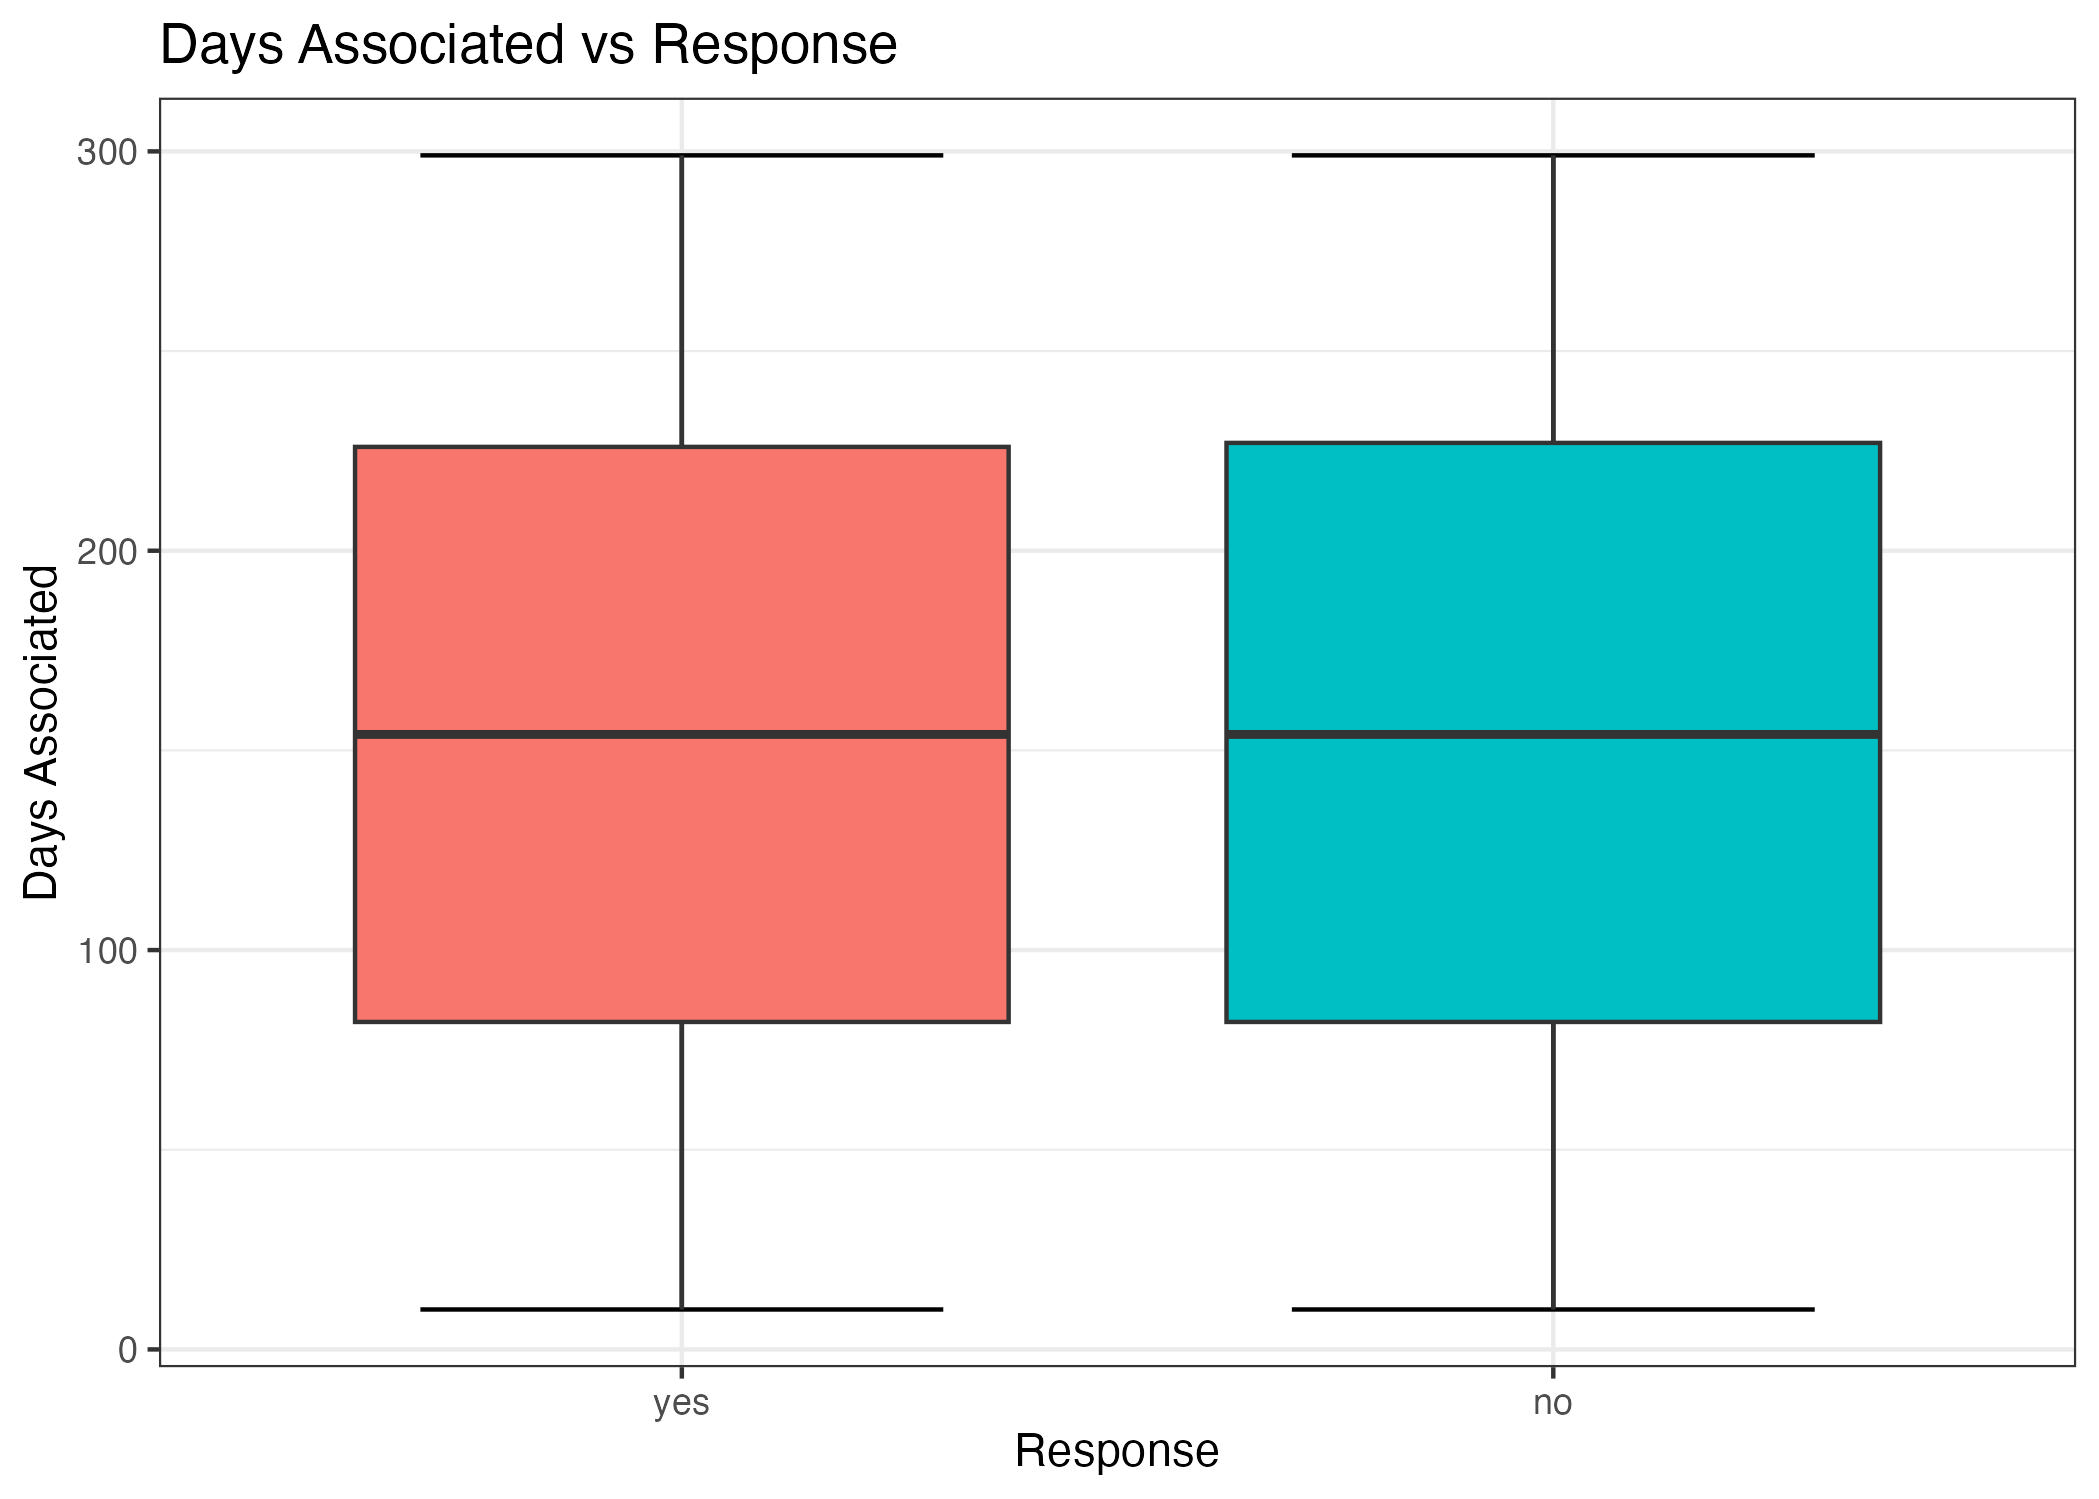 Days Associated vs Response
Days Associated
300
200
100
0
yes
no
Response